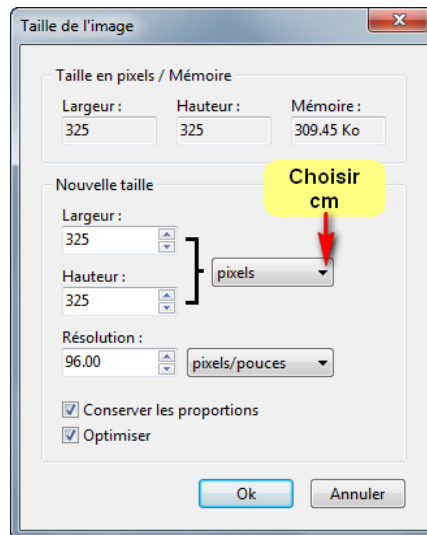 Taille de l'image
Taille en pixels / Mémoire
Largeur : Hauteur : Mémoire :
325 325 309.45 Ko
Nouvelle taille
Choisir
cm
Largeur :
325
pixels
Hauteur :
325
Résolution :
96.00 pixels/pouces
Conserver les proportions
Optimiser
Ok Annuler